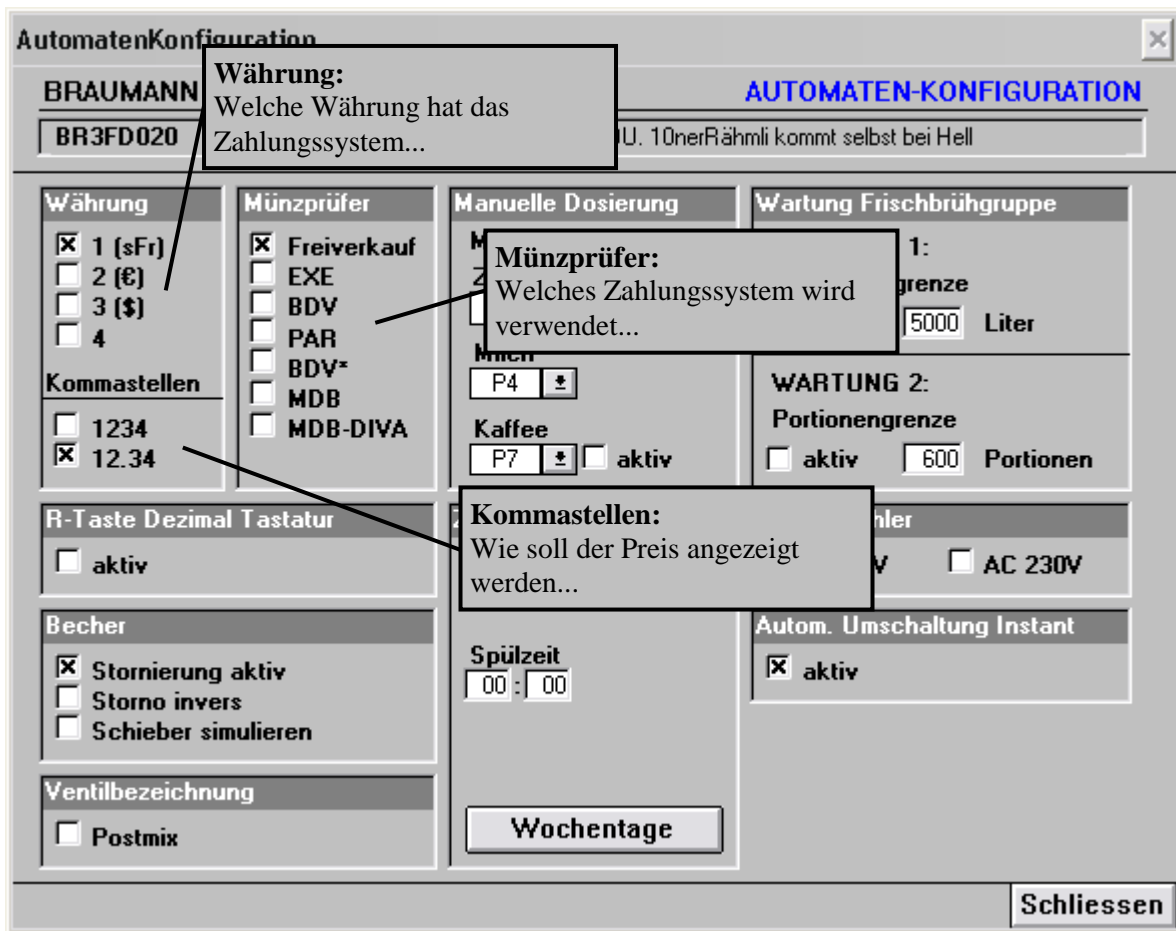 AutomatenKonfiguration
BRAUMANN
AUTOMATEN-KONFIGURATION
BR3FD020
U. 10nerRähmli kommt selbst bei Hell
Währung:
Welche Währung hat das
Zahlungssystem...
Währung
1 (sFr)
2 (€)
3 ($)
4
Kommastellen
1234
12.34
Münzprüfer
Freiverkauf
EXE
BDV
PAR
BDV*
MDB
MDB-DIVA
Manuelle Dosierung
Münzprüfer:
Welches Zahlungssystem wird
verwendet...
Milch
P4
Kaffee
P7 aktiv
Wartung Frischbrühgruppe
1:
grenze
5000 Liter
WARTUNG 2:
Portionengrenze
aktiv 600 Portionen
Kommastellen:
Wie soll der Preis angezeigt
werden...
R-Taste Dezimal Tastatur
aktiv
hler
V AC 230V
Becher
Stornierung aktiv
Storno invers
Schieber simulieren
Spülzeit
00 : 00
Autom. Umschaltung Instant
aktiv
Ventilbezeichnung
Postmix
Wochentage
Schliessen